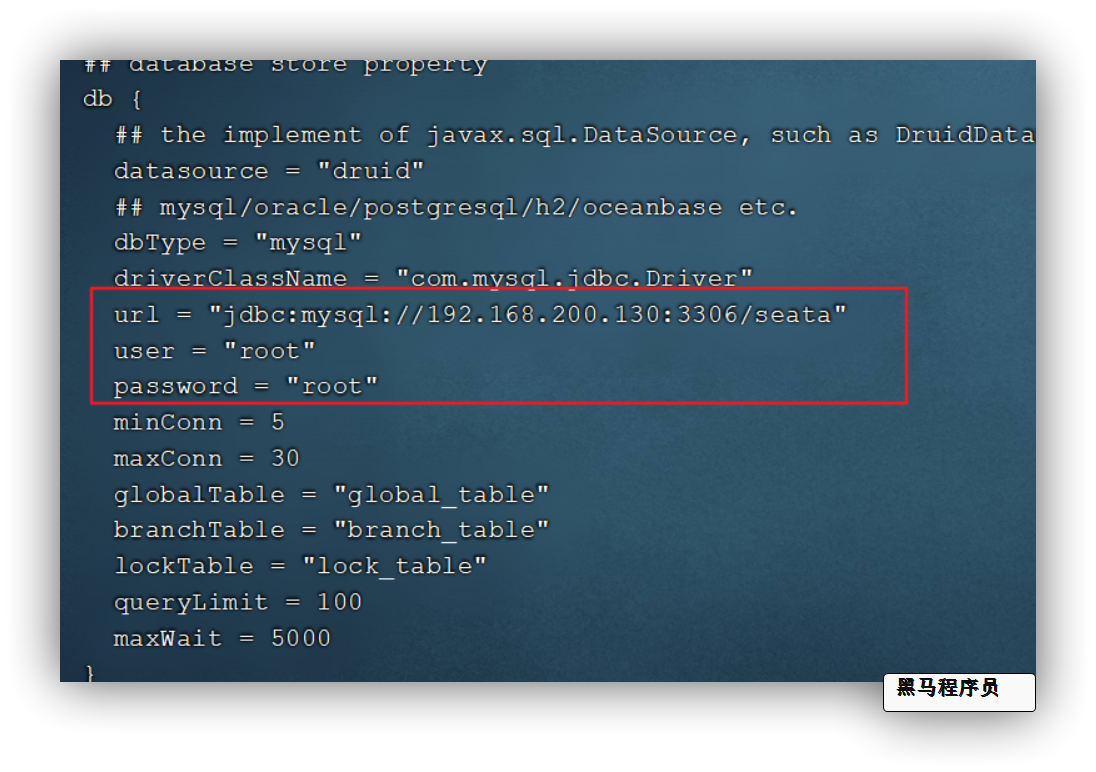 ## database store property
db {
## the implement of javax.sql.DataSource, such as DruidData
datasource = "druid"
## mysql/oracle/postgresql/h2/oceanbase etc.
dbType = "mysql"
driverClassName = "com.mysql.jdbc.Driver"
url = "jdbc:mysql://192.168.200.130:3306/seata"
user = "root"
password = "root"
minConn = 5
maxConn = 30
globalTable = "global_table"
branchTable = "branch_table"
lockTable = "lock_table"
queryLimit = 100
maxWait = 5000
}
黑马程序员